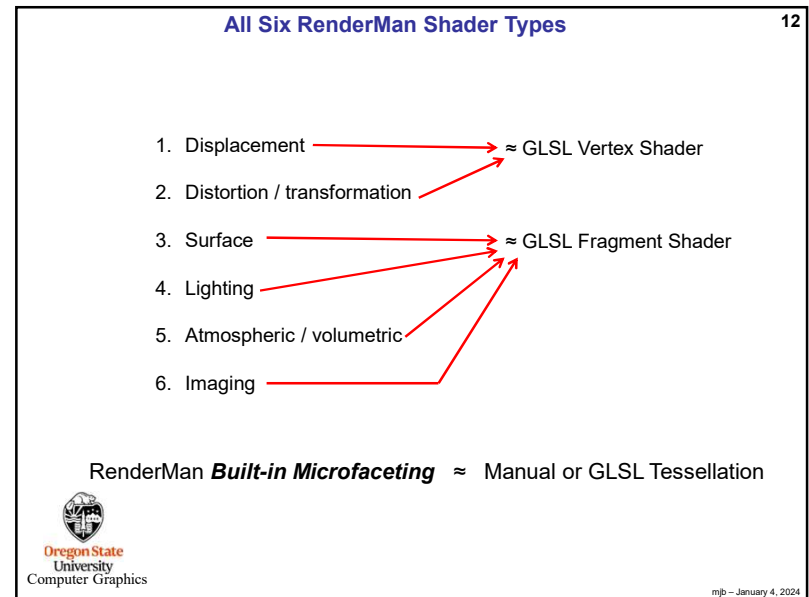 All Six RenderMan Shader Types
12
1. Displacement ≈ GLSL Vertex Shader
2. Distortion / transformation
3. Surface ≈ GLSL Fragment Shader
4. Lighting
5. Atmospheric / volumetric
6. Imaging
RenderMan Built-in Microfaceting ≈ Manual or GLSL Tessellation
Oregon State
University
Computer Graphics
mjb – January 4, 2024